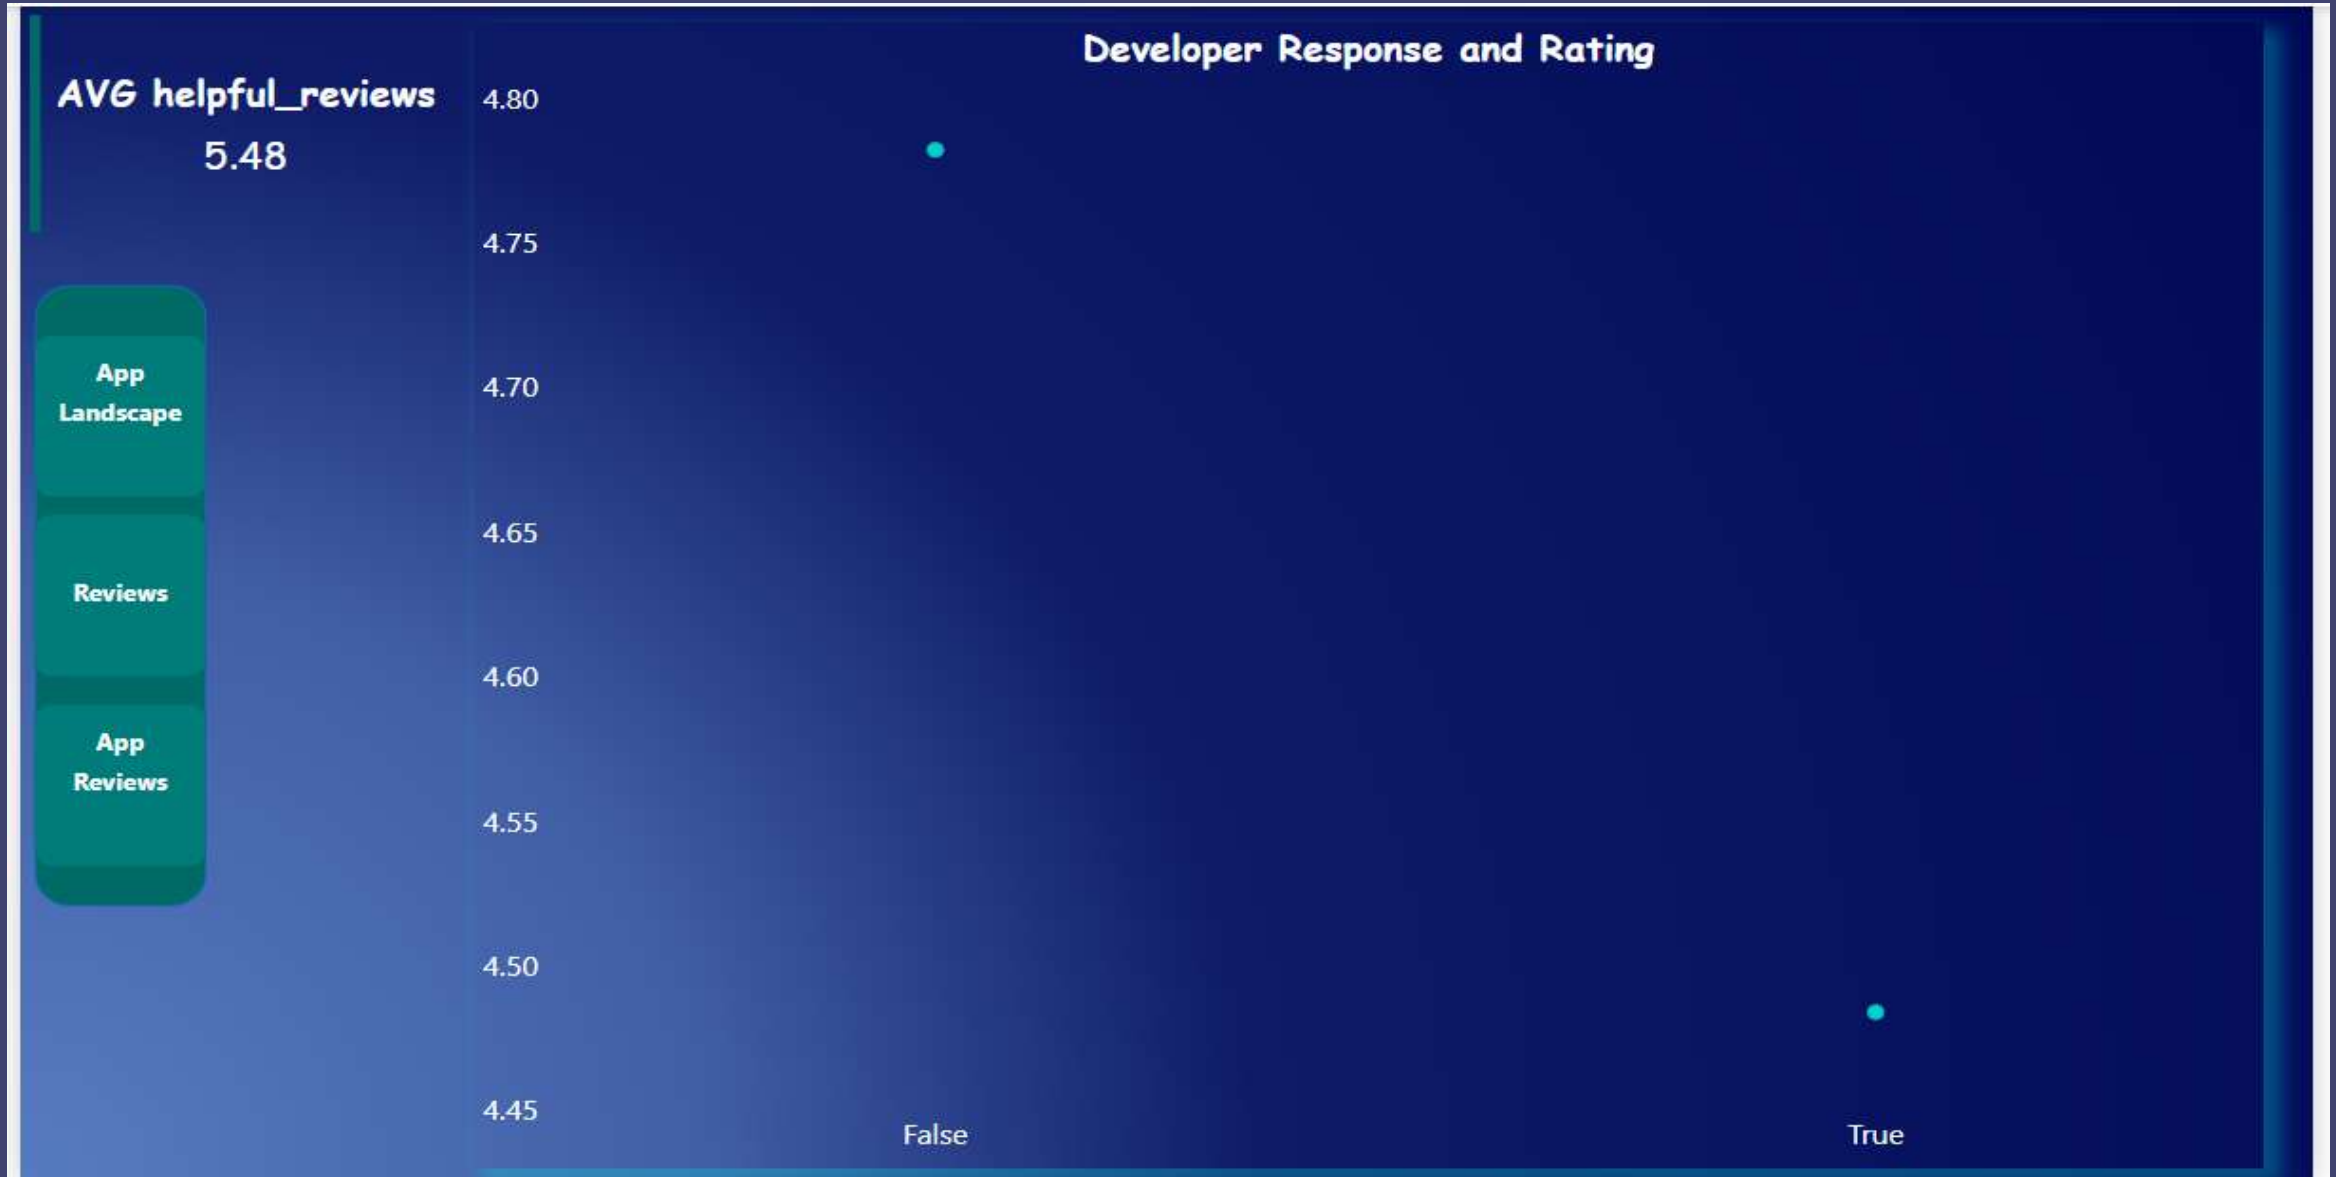 AVG helpful_reviews
5.48
App
Landscape
Reviews
App
Reviews
Developer Response and Rating
4.80
4.75
4.70
4.65
4.60
4.55
4.50
4.45
False
True